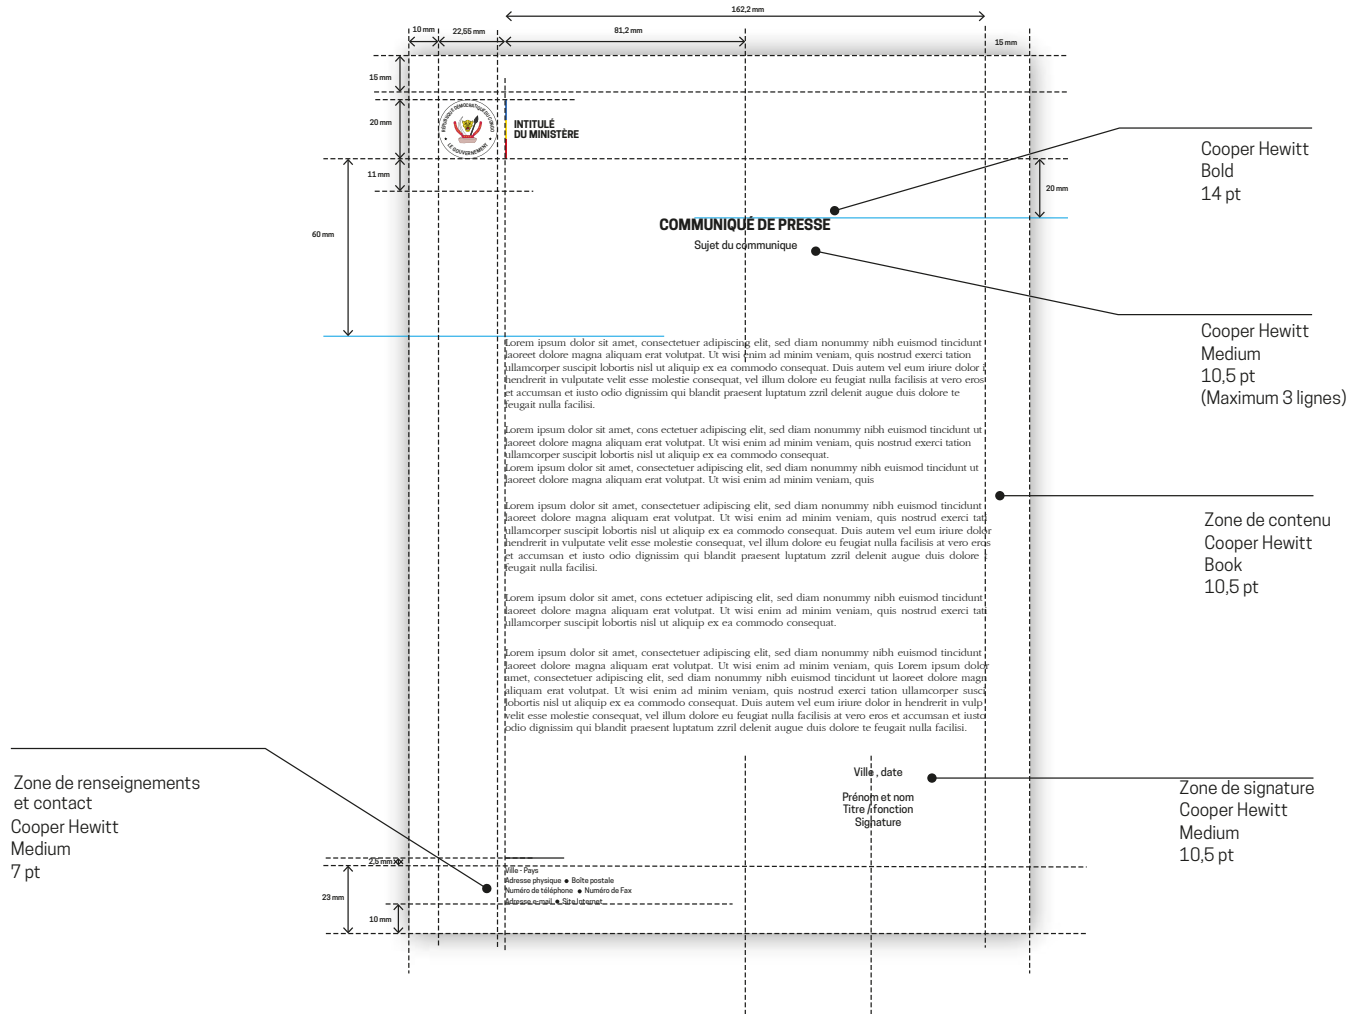 162,2 mm
10 mm
22,55 mm
81,2 mm
15 mm
15 mm
20 mm
RÉPUBLIQUE DÉMOCRATIQUE DU CONGO
LE GOUVERNEMENT
INTITULÉ
DU MINISTÈRE
11 mm
60 mm
20 mm
Cooper Hewitt
Bold
14 pt
COMMUNIQUÉ DE PRESSE
Sujet du communique
Cooper Hewitt
Medium
10,5 pt
(Maximum 3 lignes)
Lorem ipsum dolor sit amet, consectetuer adipiscing elit, sed diam nonummy nibh euismod tincidunt
laoreet dolore magna aliquam erat volutpat. Ut wisi enim ad minim veniam, quis nostrud exerci tation
ullamcorper suscipit lobortis nisl ut aliquip ex ea commodo consequat. Duis autem vel eum iriure dolor i
hendrerit in vulputate velit esse molestie consequat, vel illum dolore eu feugiat nulla facilisis at vero eros
et accumsan et iusto odio dignissim qui blandit praesent luptatum zzril delenit augue duis dolore te
feugait nulla facilisi.
Lorem ipsum dolor sit amet, cons ectetuer adipiscing elit, sed diam nonummy nibh euismod tincidunt ut
laoreet dolore magna aliquam erat volutpat. Ut wisi enim ad minim veniam, quis nostrud exerci tation
ullamcorper suscipit lobortis nisl ut aliquip ex ea commodo consequat.
Lorem ipsum dolor sit amet, consectetuer adipiscing elit, sed diam nonummy nibh euismod tincidunt ut
laoreet dolore magna aliquam erat volutpat. Ut wisi enim ad minim veniam, quis
Lorem ipsum dolor sit amet, consectetuer adipiscing elit, sed diam nonummy nibh euismod tincidunt
laoreet dolore magna aliquam erat volutpat. Ut wisi enim ad minim veniam, quis nostrud exerci tati
ullamcorper suscipit lobortis nisl ut aliquip ex ea commodo consequat. Duis autem vel eum iriure dolor
hendrerit in vulputate velit esse molestie consequat, vel illum dolore eu feugiat nulla facilisis at vero eros
et accumsan et iusto odio dignissim qui blandit praesent luptatum zzril delenit augue duis dolore t
feugait nulla facilisi.
Lorem ipsum dolor sit amet, cons ectetuer adipiscing elit, sed diam nonummy nibh euismod tincidunt
laoreet dolore magna aliquam erat volutpat. Ut wisi enim ad minim veniam, quis nostrud exerci tati
ullamcorper suscipit lobortis nisl ut aliquip ex ea commodo consequat.
Lorem ipsum dolor sit amet, consectetuer adipiscing elit, sed diam nonummy nibh euismod tincidunt
laoreet dolore magna aliquam erat volutpat. Ut wisi enim ad minim veniam, quis Lorem ipsum dolor
amet, consectetuer adipiscing elit, sed diam nonummy nibh euismod tincidunt ut laoreet dolore magn
aliquam erat volutpat. Ut wisi enim ad minim veniam, quis nostrud exerci tation ullamcorper susci
lobortis nisl ut aliquip ex ea commodo consequat. Duis autem vel eum iriure dolor in hendrerit in vulp
velit esse molestie consequat, vel illum dolore eu feugiat nulla facilisis at vero eros et accumsan et iusto
odio dignissim qui blandit praesent luptatum zzril delenit augue duis dolore te feugait nulla facilisi.
Zone de contenu
Cooper Hewitt
Book
10,5 pt
Ville , date
Prénom et nom
Titre / fonction
Signature
Zone de signature
Cooper Hewitt
Medium
10,5 pt
Zone de renseignements
et contact
Cooper Hewitt
Medium
7 pt
2,5 mm
23 mm
10 mm
Ville - Pays
Adresse physique ● Boîte postale
Numéro de téléphone ● Numéro de Fax
Adresse e-mail ● Site Internet